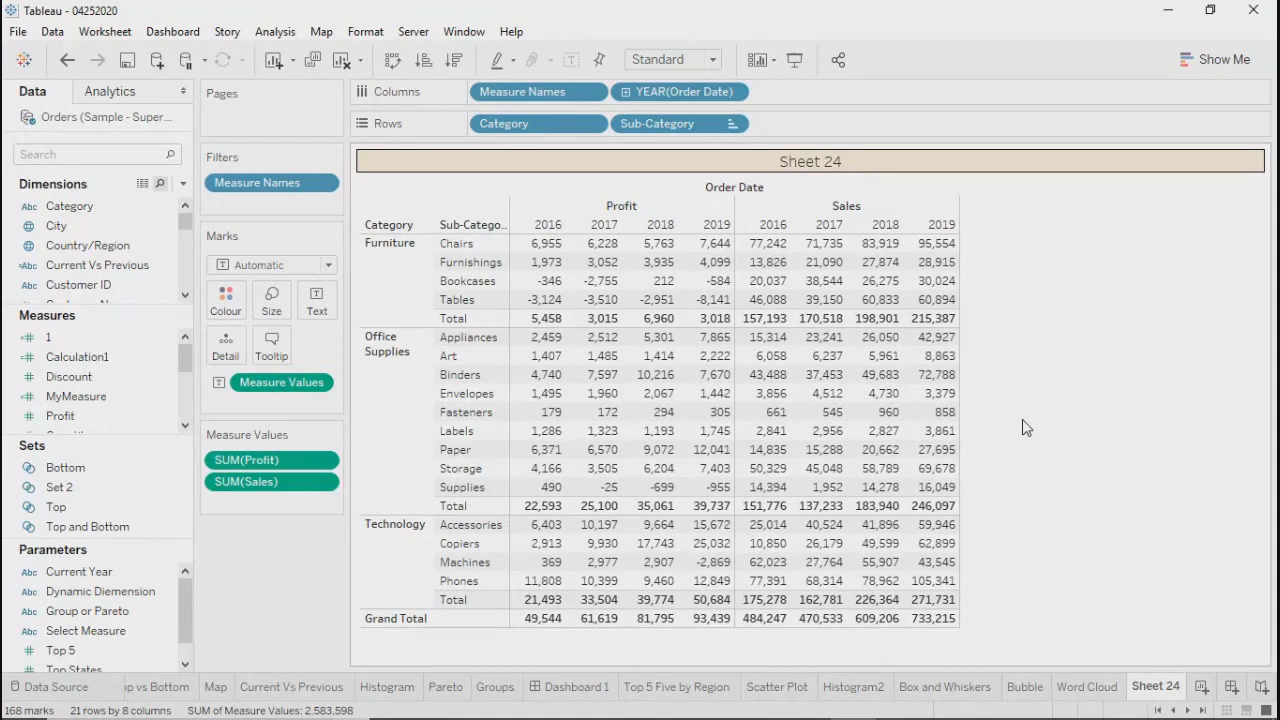 Tableau - 04252020
File Data Worksheet Dashboard Story Analysis Map Format Server Window Help
Standard
Show Me
Data Analytics
Orders (Sample - Super...
Search
Dimensions
Abc Category
City
Country/Region
=Abc Current Vs Previous
Abc Customer ID
Measures
1
Calculation1
Discount
MyMeasure
Profit
Sets
Bottom
Set 2
Top
Top and Bottom
Parameters
Abc Current Year
Abc Dynamic Diemension
Abc Group or Pareto
Abc Select Measure
Top 5
Top States
Pages
Filters
Measure Names
Marks
Automatic
Colour Size Text
Detail Tooltip
Measure Values
Measure Values
SUM(Profit)
SUM(Sales)
Columns Measure Names YEAR(Order Date)
Rows Category Sub-Category
Sheet 24
Order Date
Profit Sales
Category Sub-Catego.. 2016 2017 2018 2019 2016 2017 2018 2019
Furniture Chairs 6,955 6,228 5,763 7,644 77,242 71,735 83,919 95,554
Furnishings 1,973 3,052 3,935 4,099 13,826 21,090 27,874 28,915
Bookcases -346 -2,755 212 -584 20,037 38,544 26,275 30,024
Tables -3,124 -3,510 -2,951 -8,141 46,088 39,150 60,833 60,894
Total 5,458 3,015 6,960 3,018 157,193 170,518 198,901 215,387
Office Supplies Appliances 2,459 2,512 5,301 7,865 15,314 23,241 26,050 42,927
Art 1,407 1,485 1,414 2,222 6,058 6,237 5,961 8,863
Binders 4,740 7,597 10,216 7,670 43,488 37,453 49,683 72,788
Envelopes 1,495 1,960 2,067 1,442 3,856 4,512 4,730 3,379
Fasteners 179 172 294 305 661 545 960 858
Labels 1,286 1,323 1,193 1,745 2,841 2,956 2,827 3,861
Paper 6,371 6,570 9,072 12,041 14,835 15,288 20,662 27,695
Storage 4,166 3,505 6,204 7,403 50,329 45,048 58,789 69,678
Supplies 490 -25 -699 -955 14,394 1,952 14,278 16,049
Total 22,593 25,100 35,061 39,737 151,776 137,233 183,940 246,097
Technology Accessories 6,403 10,197 9,664 15,672 25,014 40,524 41,896 59,946
Copiers 2,913 9,930 17,743 25,032 10,850 26,179 49,599 62,899
Machines 369 2,977 2,907 -2,869 62,023 27,764 55,907 43,545
Phones 11,808 10,399 9,460 12,849 77,391 68,314 78,962 105,341
Total 21,493 33,504 39,774 50,684 175,278 162,781 226,364 271,731
Grand Total 49,544 61,619 81,795 93,439 484,247 470,533 609,206 733,215
Data Source op vs Bottom Map Current Vs Previous Histogram Pareto Groups Dashboard 1 Top 5 Five by Region Scatter Plot Histogram2 Box and Whiskers Bubble Word Cloud Sheet 24
168 marks 21 rows by 8 columns SUM of Measure Values: 2,583,598